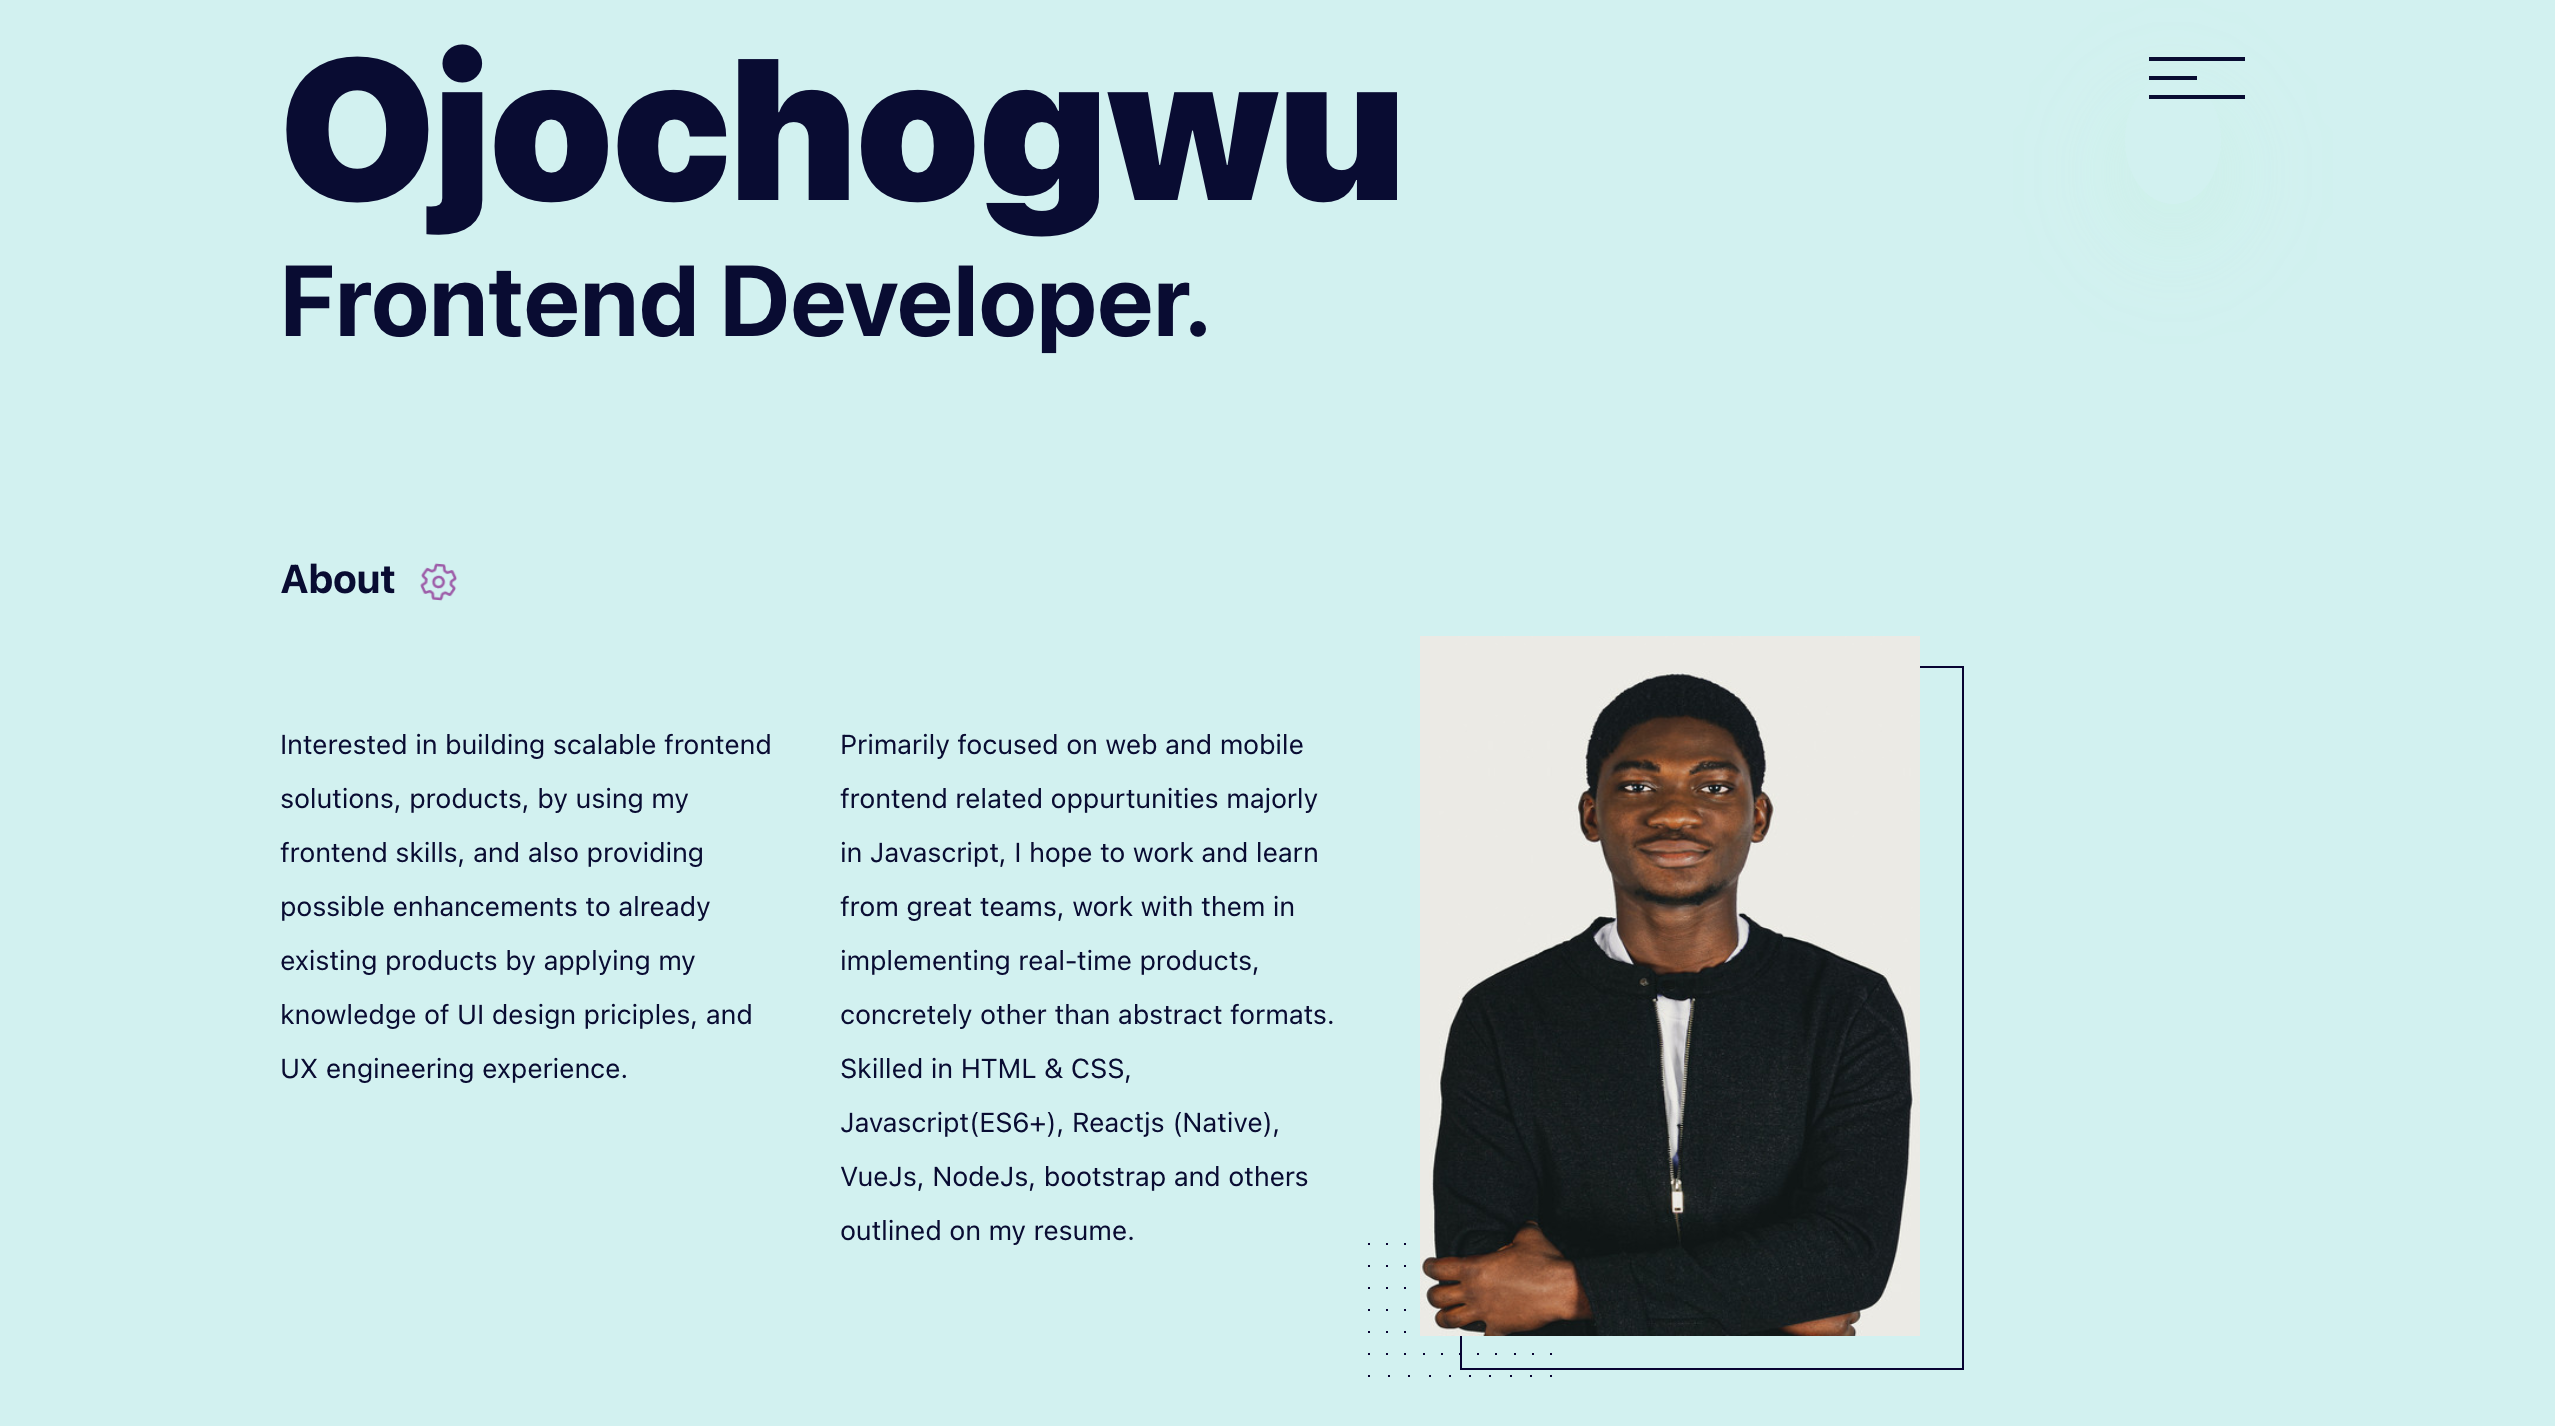 Ojochogwu
Frontend Developer.
About
Interested in building scalable frontend
solutions, products, by using my
frontend skills, and also providing
possible enhancements to already
existing products by applying my
knowledge of UI design priciples, and
UX engineering experience.
Primarily focused on web and mobile
frontend related oppurtunities majorly
in Javascript, I hope to work and learn
from great teams, work with them in
implementing real-time products,
concretely other than abstract formats.
Skilled in HTML & CSS,
Javascript(ES6+), Reactjs (Native),
VueJs, NodeJs, bootstrap and others
outlined on my resume.